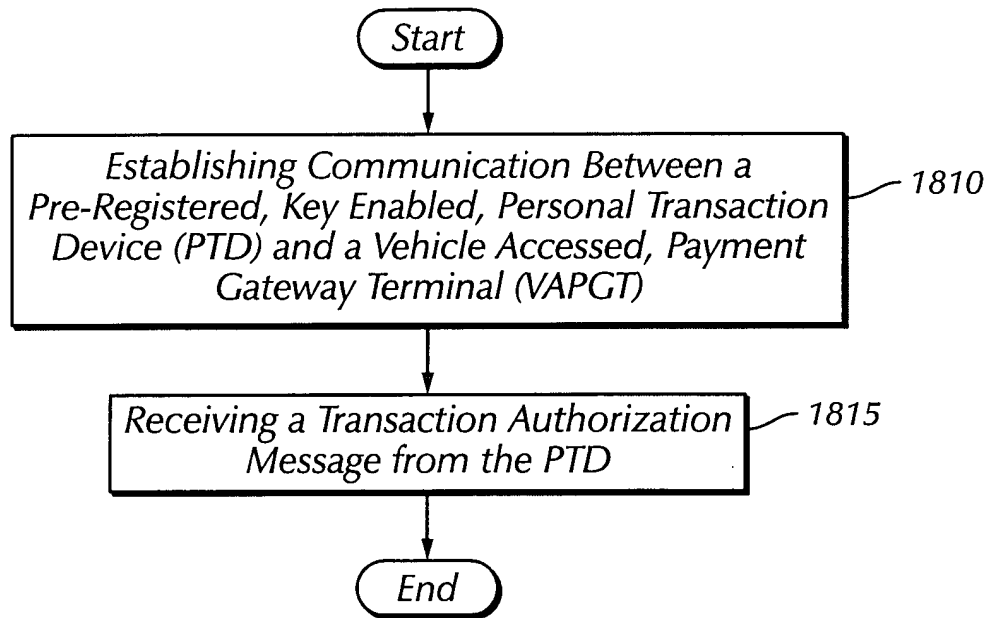 Start
Establishing Communication Between a
Pre-Registered, Key Enabled, Personal Transaction
Device (PTD) and a Vehicle Accessed, Payment
Gateway Terminal (VAPGT)
1810
Receiving a Transaction Authorization
Message from the PTD
1815
End